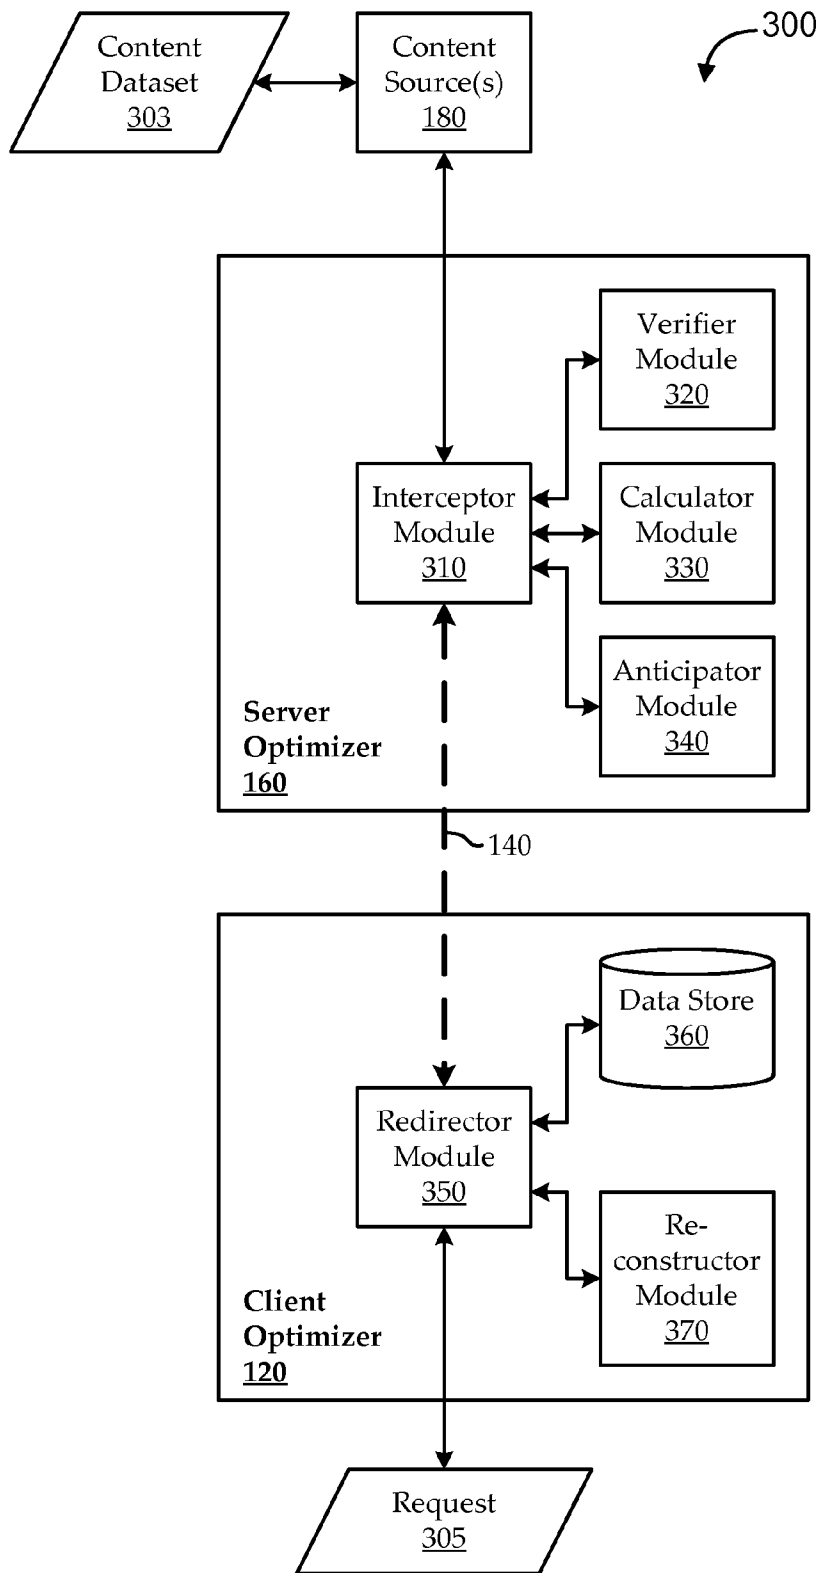 300
Content
Dataset
303
Content
Source(s)
180
Verifier
Module
320
Interceptor
Module
310
Calculator
Module
330
Anticipator
Module
340
Server
Optimizer
160
140
Data Store
360
Redirector
Module
350
Re-
constructor
Module
370
Client
Optimizer
120
Request
305